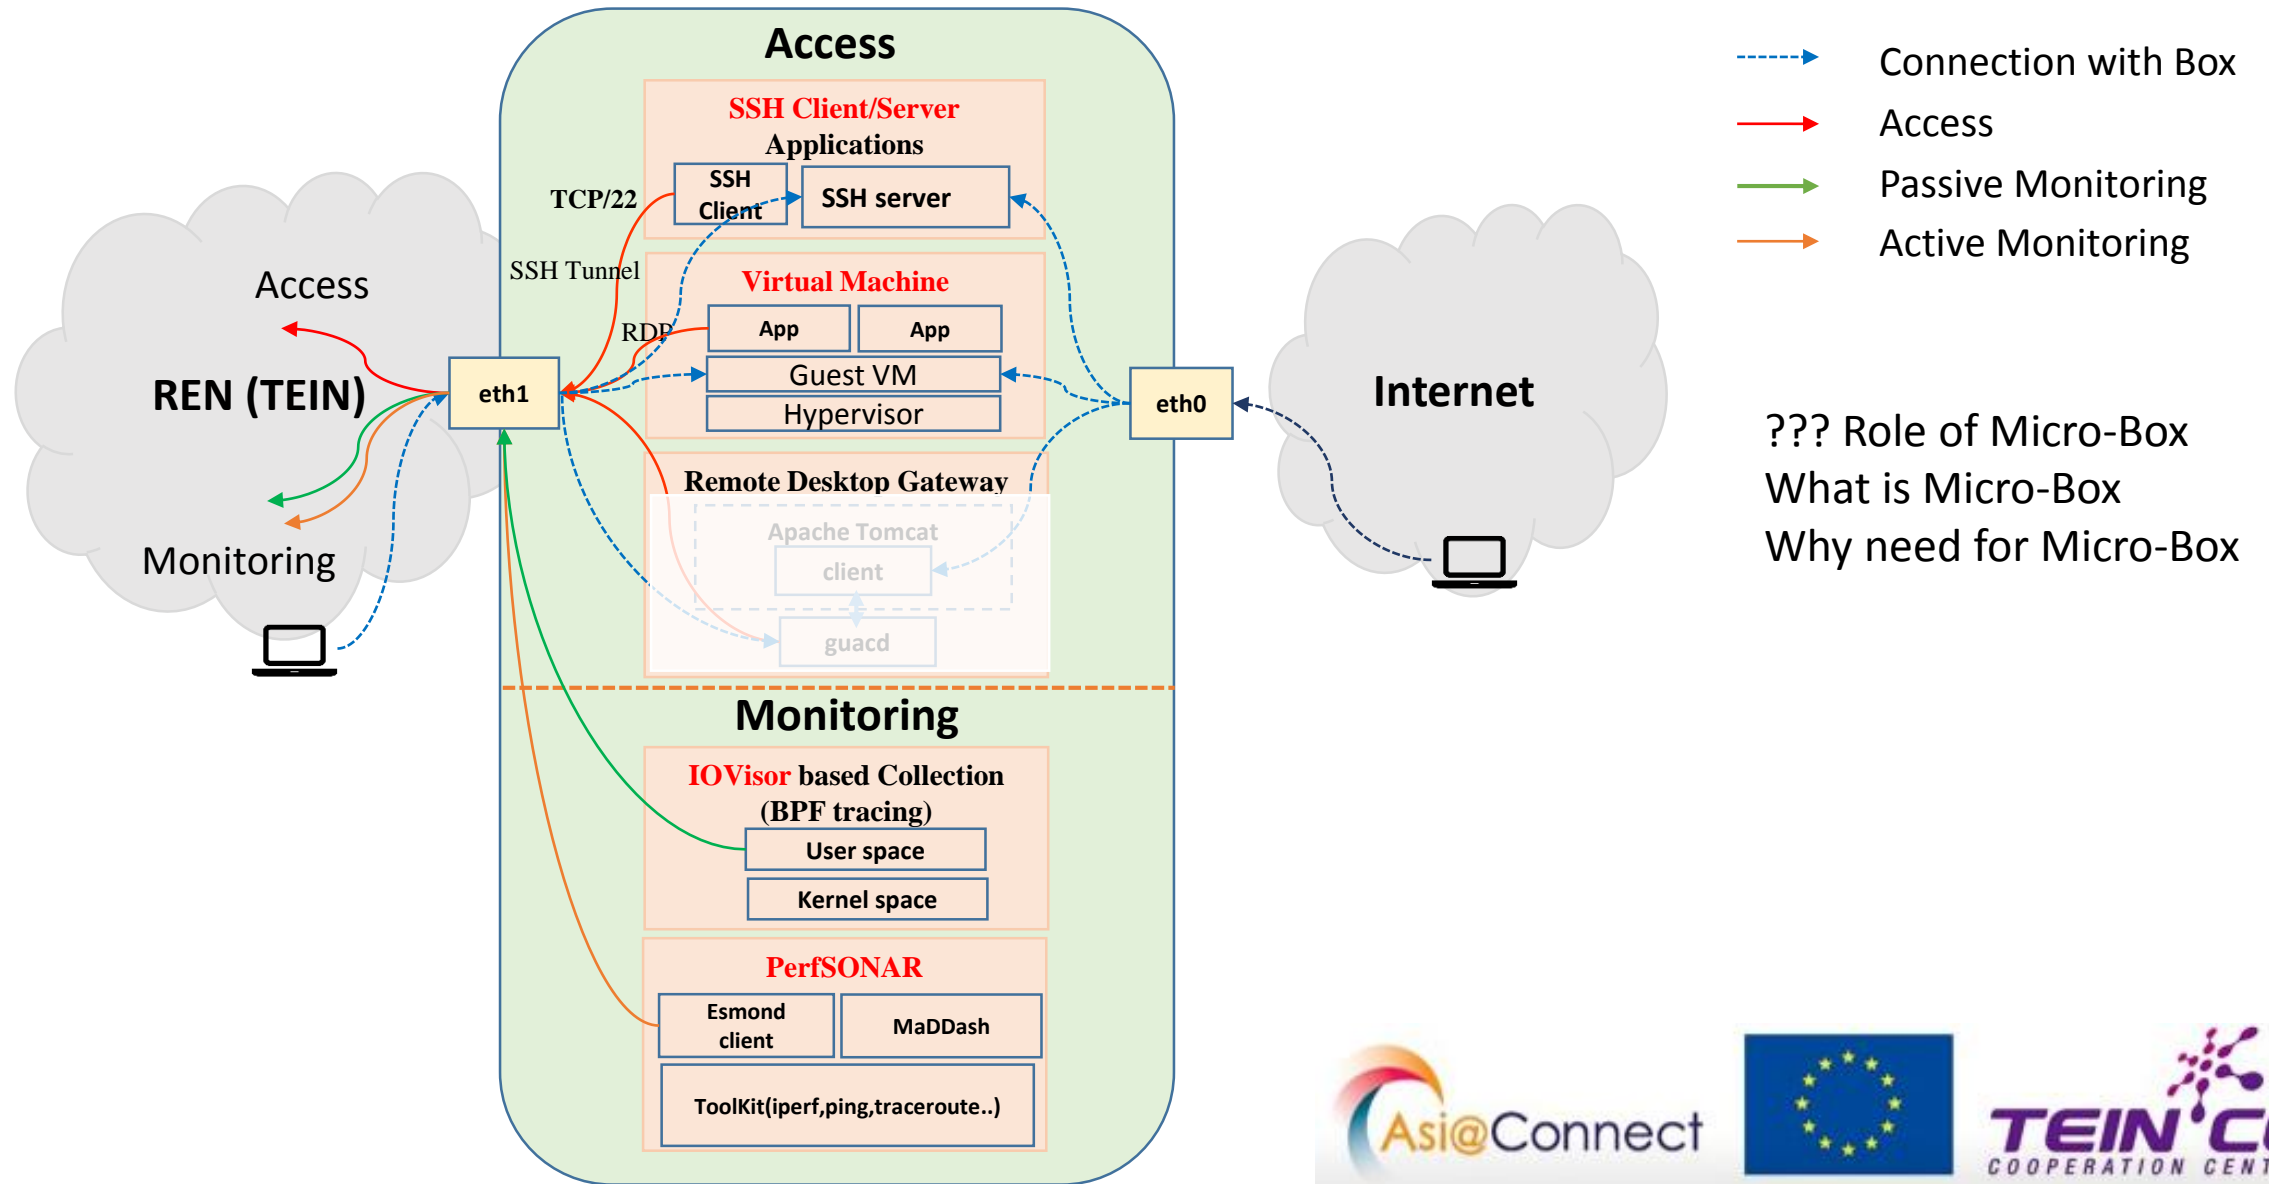 Access
SSH Client/Server
Applications
SSH
Client
SSH server
TCP/22
SSH Tunnel
Virtual Machine
RDP
App
App
Guest VM
Hypervisor
Remote Desktop Gateway
Apache Tomcat
client
guacd
Monitoring
IOVisor based Collection
(BPF tracing)
User space
Kernel space
PerfSONAR
Esmond
client
MaDDash
ToolKit(iperf,ping,traceroute..)
Access
REN (TEIN)
Monitoring
eth1
eth0
Internet
Connection with Box
Access
Passive Monitoring
Active Monitoring
??? Role of Micro-Box
What is Micro-Box
Why need for Micro-Box
Asi@Connect
TEIN
COOPERATION